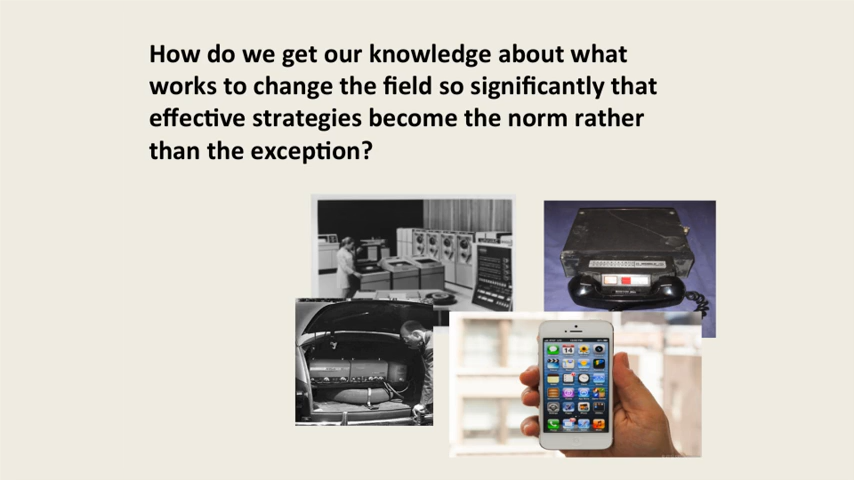 How do we get our knowledge about what
works to change the field so significantly that
effective strategies become the norm rather
than the exception?